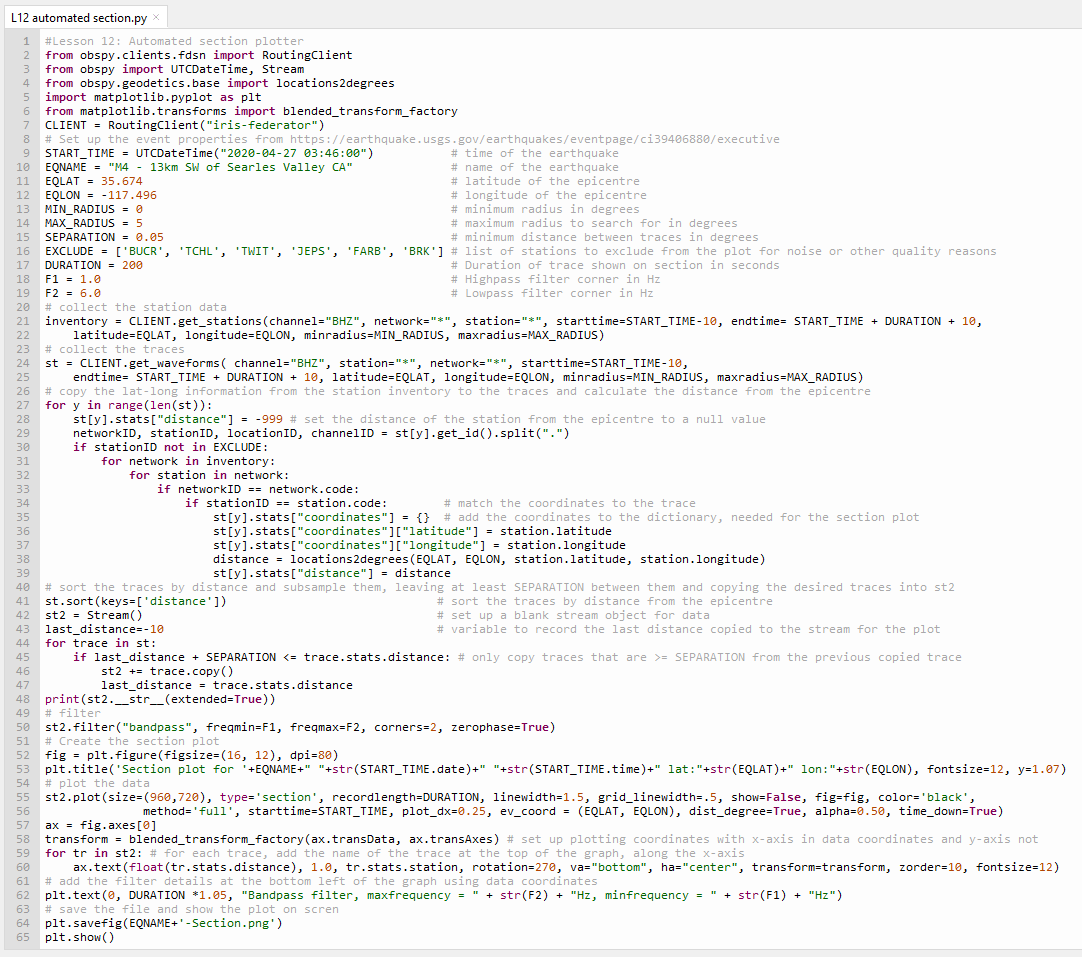 L12 automated section.py ×
1 #Lesson 12: Automated section plotter
2 from obspy.clients.fdsn import RoutingClient
3 from obspy import UTCDateTime, Stream
4 from obspy.geodetics.base import locations2degrees
5 import matplotlib.pyplot as plt
6 from matplotlib.transforms import blended_transform_factory
7 CLIENT = RoutingClient("iris-federator")
8 # Set up the event properties from https://earthquake.usgs.gov/earthquakes/eventpage/ci39406880/executive
9 START_TIME = UTCDateTime("2020-04-27 03:46:00") # time of the earthquake
10 EQNAME = "M4 - 13km SW of Searles Valley CA" # name of the earthquake
11 EQLAT = 35.674 # latitude of the epicentre
12 EQLON = -117.496 # longitude of the epicentre
13 MIN_RADIUS = 0 # minimum radius in degrees
14 MAX_RADIUS = 5 # maximum radius to search for in degrees
15 SEPARATION = 0.05 # minimum distance between traces in degrees
16 EXCLUDE = ['BUCR', 'TCHL', 'TWIT', 'JEPS', 'FARB', 'BRK'] # list of stations to exclude from the plot for noise or other quality reasons
17 DURATION = 200 # Duration of trace shown on section in seconds
18 F1 = 1.0 # Highpass filter corner in Hz
19 F2 = 6.0 # Lowpass filter corner in Hz
20 # collect the station data
21 inventory = CLIENT.get_stations(channel="BHZ", network="*", station="*", starttime=START_TIME-10, endtime= START_TIME + DURATION + 10,
22     latitude=EQLAT, longitude=EQLON, minradius=MIN_RADIUS, maxradius=MAX_RADIUS)
23 # collect the traces
24 st = CLIENT.get_waveforms( channel="BHZ", station="*", network="*", starttime=START_TIME-10,
25     endtime= START_TIME + DURATION + 10, latitude=EQLAT, longitude=EQLON, minradius=MIN_RADIUS, maxradius=MAX_RADIUS)
26 # copy the lat-long information from the station inventory to the traces and calculate the distance from the epicentre
27 for y in range(len(st)):
28     st[y].stats["distance"] = -999 # set the distance of the station from the epicentre to a null value
29     networkID, stationID, locationID, channelID = st[y].get_id().split(".")
30     if stationID not in EXCLUDE:
31         for network in inventory:
32             for station in network:
33                 if networkID == network.code:
34                     if stationID == station.code: # match the coordinates to the trace
35                         st[y].stats["coordinates"] = {} # add the coordinates to the dictionary, needed for the section plot
36                         st[y].stats["coordinates"]["latitude"] = station.latitude
37                         st[y].stats["coordinates"]["longitude"] = station.longitude
38                         distance = locations2degrees(EQLAT, EQLON, station.latitude, station.longitude)
39                         st[y].stats["distance"] = distance
40 # sort the traces by distance and subsample them, leaving at least SEPARATION between them and copying the desired traces into st2
41 st.sort(keys=['distance']) # sort the traces by distance from the epicentre
42 st2 = Stream() # set up a blank stream object for data
43 last_distance=-10 # variable to record the last distance copied to the stream for the plot
44 for trace in st:
45     if last_distance + SEPARATION <= trace.stats.distance: # only copy traces that are >= SEPARATION from the previous copied trace
46         st2 += trace.copy()
47         last_distance = trace.stats.distance
48 print(st2.__str__(extended=True))
49 # filter
50 st2.filter("bandpass", freqmin=F1, freqmax=F2, corners=2, zerophase=True)
51 # Create the section plot
52 fig = plt.figure(figsize=(16, 12), dpi=80)
53 plt.title('Section plot for '+EQNAME+" "+str(START_TIME.date)+" "+str(START_TIME.time)+" lat:"+str(EQLAT)+" lon:"+str(EQLON), fontsize=12, y=1.07)
54 # plot the data
55 st2.plot(size=(960,720), type='section', recordlength=DURATION, linewidth=1.5, grid_linewidth=.5, show=False, fig=fig, color='black',
56     method='full', starttime=START_TIME, plot_dx=0.25, ev_coord = (EQLAT, EQLON), dist_degree=True, alpha=0.50, time_down=True)
57 ax = fig.axes[0]
58 transform = blended_transform_factory(ax.transData, ax.transAxes) # set up plotting coordinates with x-axis in data coordinates and y-axis not
59 for tr in st2: # for each trace, add the name of the trace at the top of the graph, along the x-axis
60     ax.text(float(tr.stats.distance), 1.0, tr.stats.station, rotation=270, va="bottom", ha="center", transform=transform, zorder=10, fontsize=12)
61 # add the filter details at the bottom left of the graph using data coordinates
62 plt.text(0, DURATION *1.05, "Bandpass filter, maxfrequency = " + str(F2) + "Hz, minfrequency = " + str(F1) + "Hz")
63 # save the file and show the plot on scren
64 plt.savefig(EQNAME+'-Section.png')
65 plt.show()